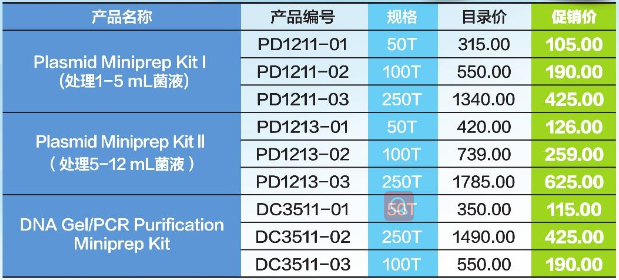 产品名称 产品编号 规格 目录价 促销价
Plasmid Miniprep Kit Ⅰ
(处理1-5 mL菌液)
PD1211-01 50T 315.00 105.00
PD1211-02 100T 550.00 190.00
PD1211-03 250T 1340.00 425.00
Plasmid Miniprep Kit Ⅱ
（处理5-12 mL菌液）
PD1213-01 50T 420.00 126.00
PD1213-02 100T 739.00 259.00
PD1213-03 250T 1785.00 625.00
DNA Gel/PCR Purification
Miniprep Kit
DC3511-01 50T 350.00 115.00
DC3511-02 250T 1490.00 425.00
DC3511-03 100T 550.00 190.00